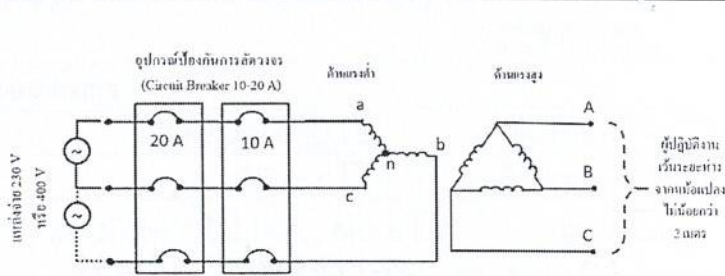 อุปกรณ์ป้องกันการลัดวงจร
(Circuit Breaker 10-20 A)
ด้านแรงต่ำ
ด้านแรงสูง
20 A
10 A
a
b
c
n
A
B
C
แหล่งจ่าย 230 V
หรือ 400 V
ผู้ปฏิบัติงาน
เว้นระยะห่าง
จากหม้อแปลง
ไม่น้อยกว่า
2 เมตร